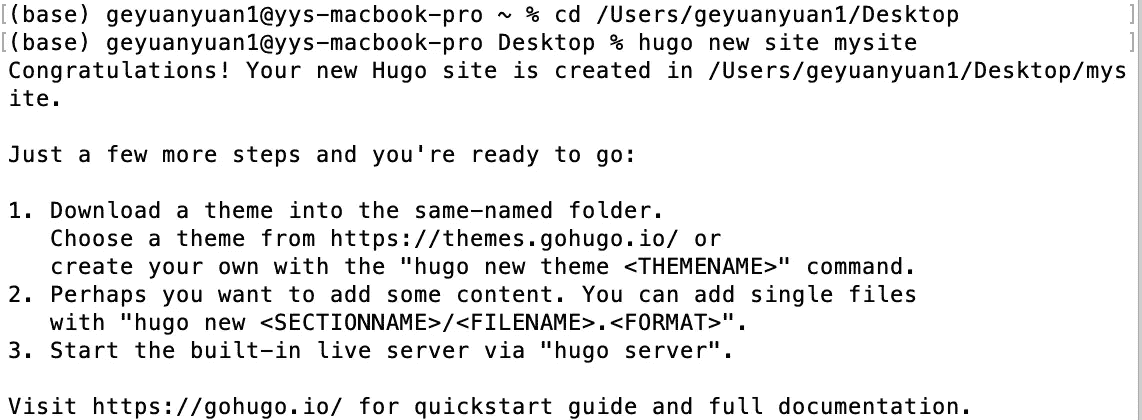 [(base) geyuanyuan1@yys-macbook-pro ~ % cd /Users/geyuanyuan1/Desktop ]
[(base) geyuanyuan1@yys-macbook-pro Desktop % hugo new site mysite ]
Congratulations! Your new Hugo site is created in /Users/geyuanyuan1/Desktop/mys
ite.
Just a few more steps and you're ready to go:
1. Download a theme into the same-named folder.
Choose a theme from https://themes.gohugo.io/ or
create your own with the "hugo new theme <THEMENAME>" command.
2. Perhaps you want to add some content. You can add single files
with "hugo new <SECTIONNAME>/<FILENAME>.<FORMAT>".
3. Start the built-in live server via "hugo server".
Visit https://gohugo.io/ for quickstart guide and full documentation.